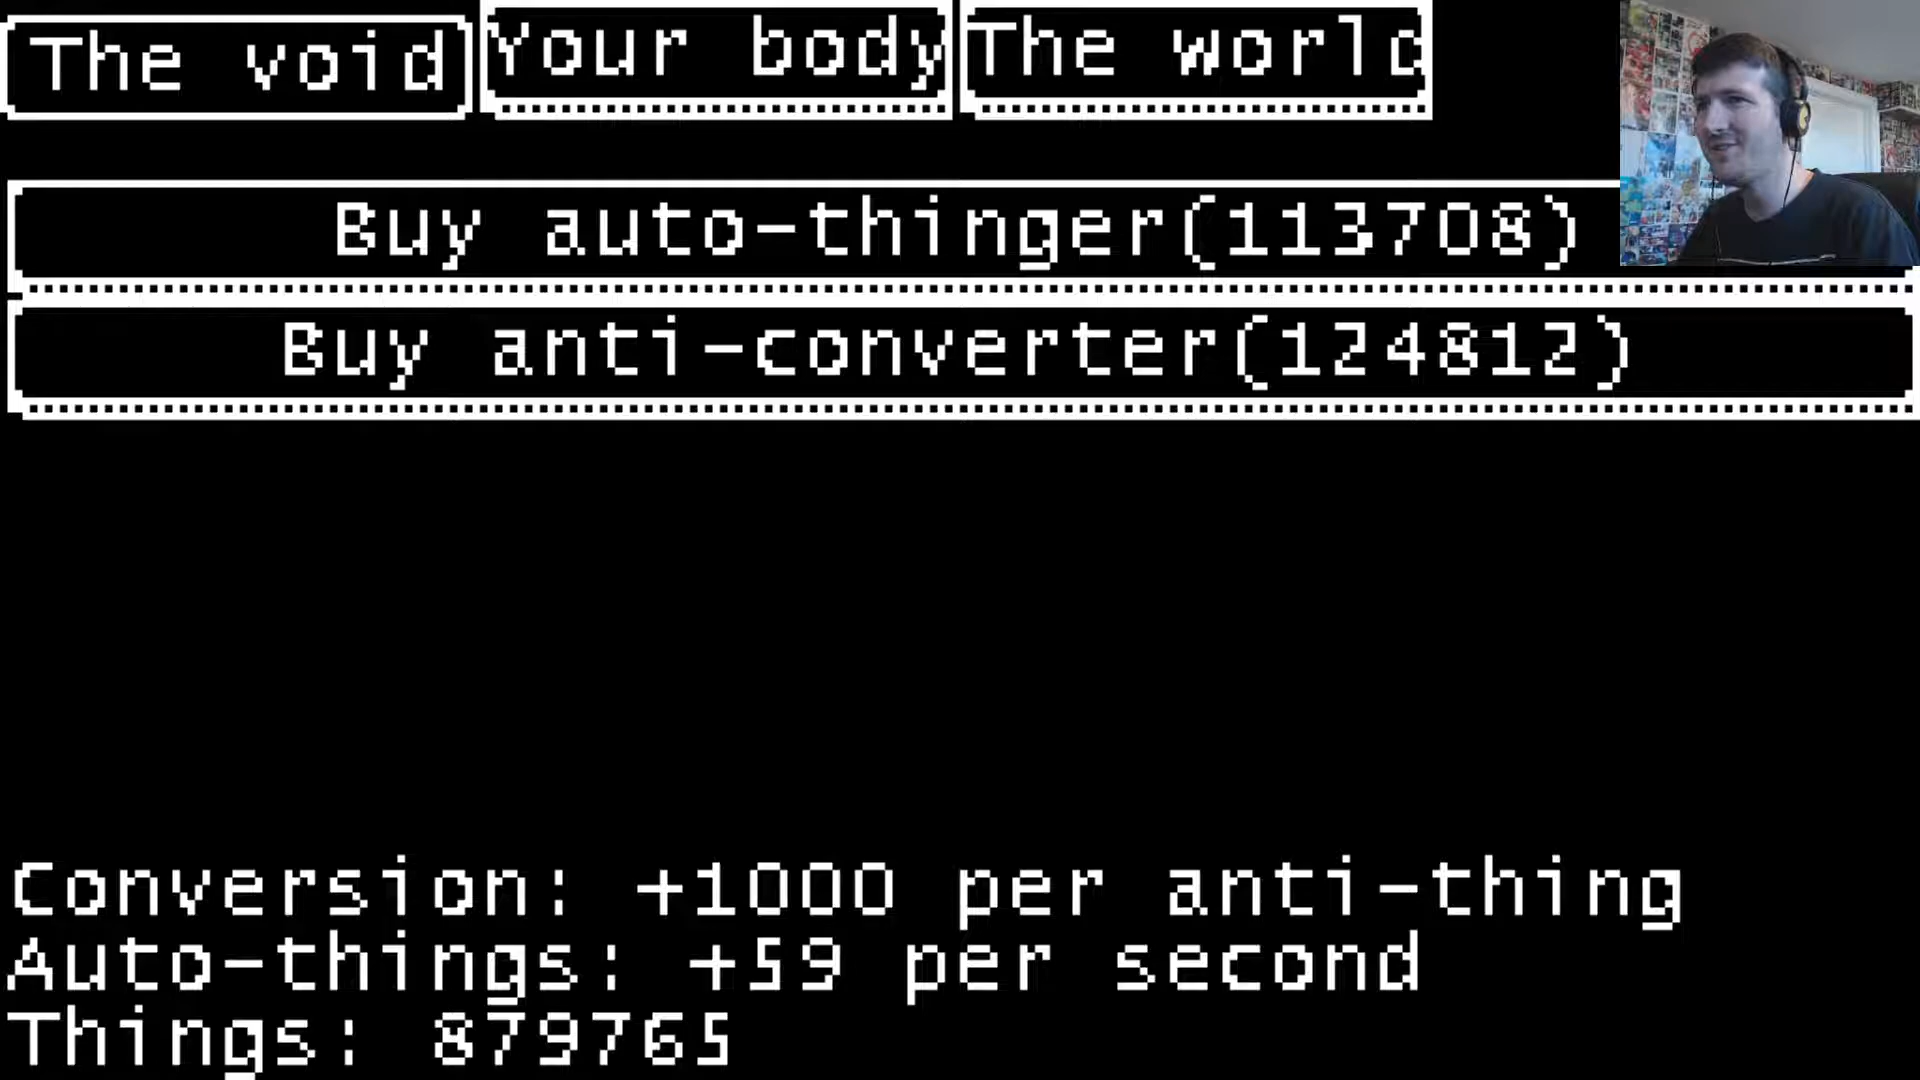 The void
Your body
The world
Buy auto-thinger(113708)
Buy anti-converter(124812)
Conversion: +1000 per anti-thing
Auto-things: +59 per second
Things: 879765